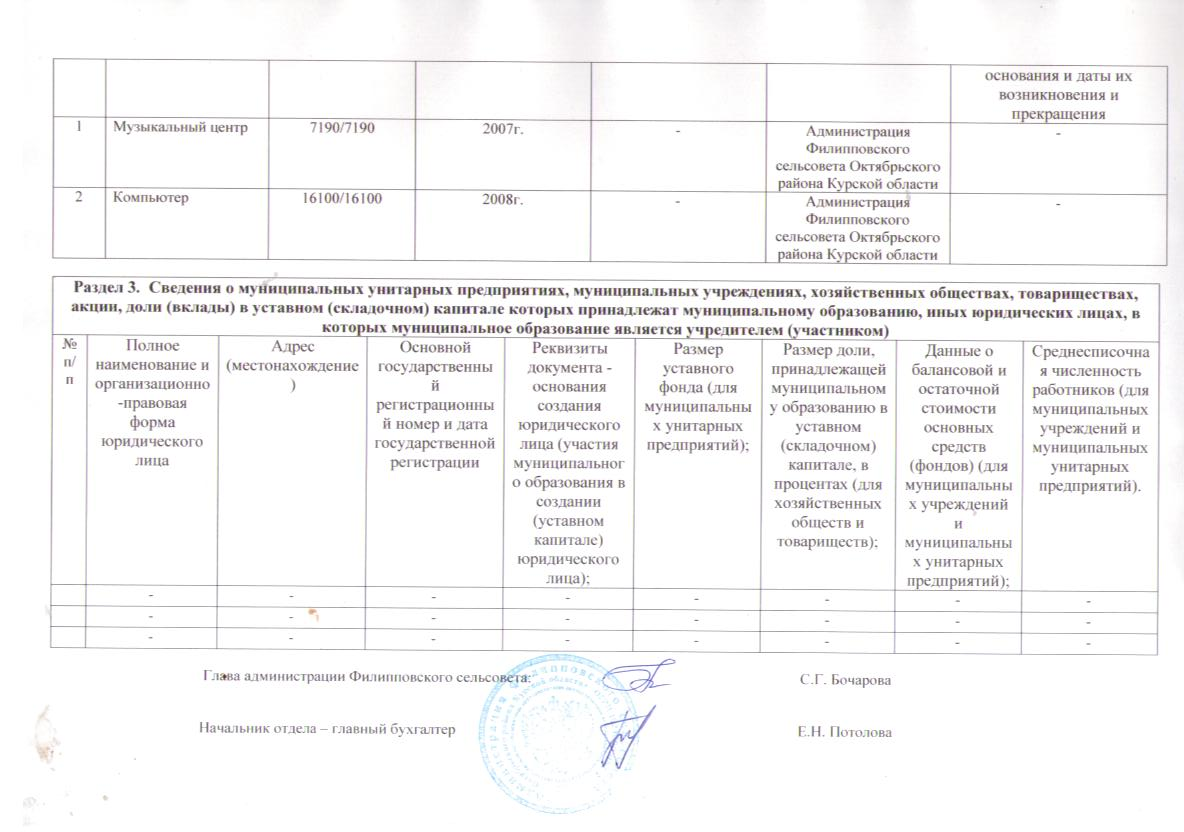 основания и даты их
возникновения и
прекращения
1 Музыкальный центр 7190/7190 2007г. - Администрация -
Филипповского
сельсовета Октябрьского
района Курской области
2 Компьютер 16100/16100 2008г. - Администрация -
Филипповского
сельсовета Октябрьского
района Курской области
Раздел 3. Сведения о муниципальных унитарных предприятиях, муниципальных учреждениях, хозяйственных обществах, товариществах,
акции, доли (вклады) в уставном (складочном) капитале которых принадлежат муниципальному образованию, иных юридических лицах, в
которых муниципальное образование является учредителем (участником)
№
п/
п
Полное
наименование и
организационно
-правовая
форма
юридического
лица
Адрес
(местонахождение
)
Основной
государственны
й
регистрационны
й номер и дата
государственной
регистрации
Реквизиты
документа -
основания
создания
юридического
лица (участия
муниципальног
о образования в
создании
(уставном
капитале)
юридического
лица);
Размер
уставного
фонда (для
муниципальны
х унитарных
предприятий);
Размер доли,
принадлежащей
муниципальном
у образованию в
уставном
(складочном)
капитале, в
процентах (для
хозяйственных
обществ и
товариществ);
Данные о
балансовой и
остаточной
стоимости
основных
средств
(фондов) (для
муниципальны
х учреждений
и
муниципальны
х унитарных
предприятий);
Среднесписочна
я численность
работников (для
муниципальных
учреждений и
муниципальных
унитарных
предприятий).
- - - - - - - -
- - - - - - - -
- - - - - - - -
Глава администрации Филипповского сельсовета: С.Г. Бочарова
Начальник отдела – главный бухгалтер Е.Н. Потолова